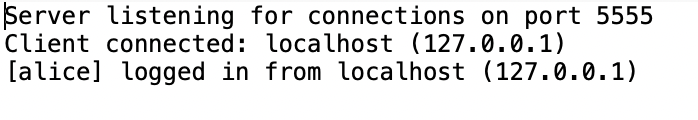 Server listening for connections on port 5555
Client connected: localhost (127.0.0.1)
[alice] logged in from localhost (127.0.0.1)